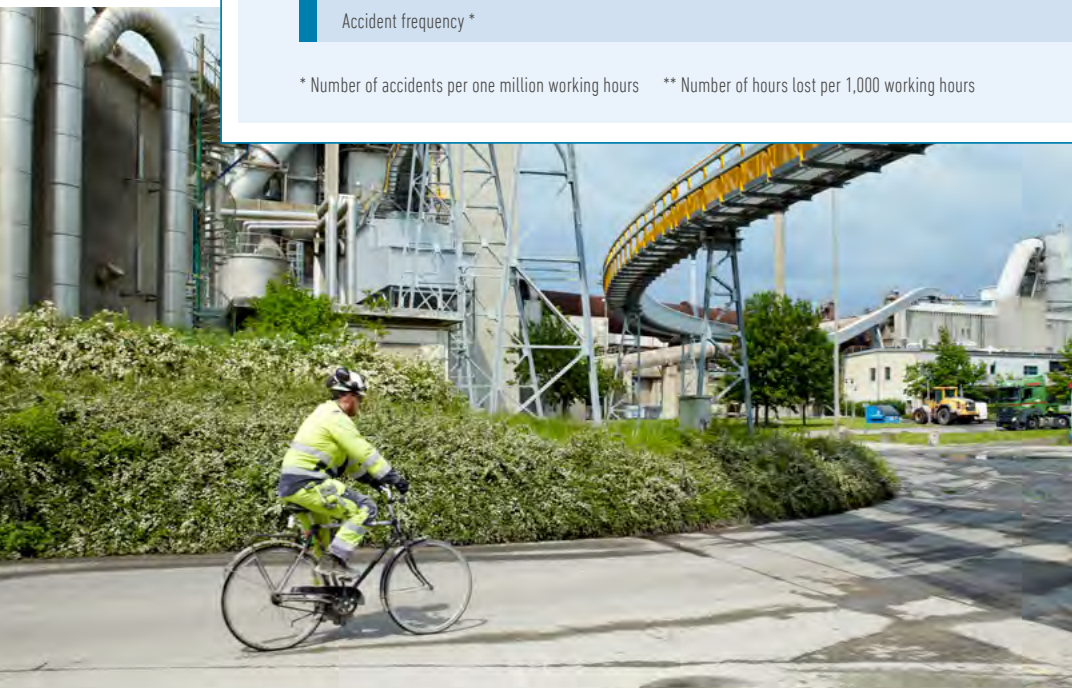 Accident frequency *
* Number of accidents per one million working hours ** Number of hours lost per 1,000 working hours